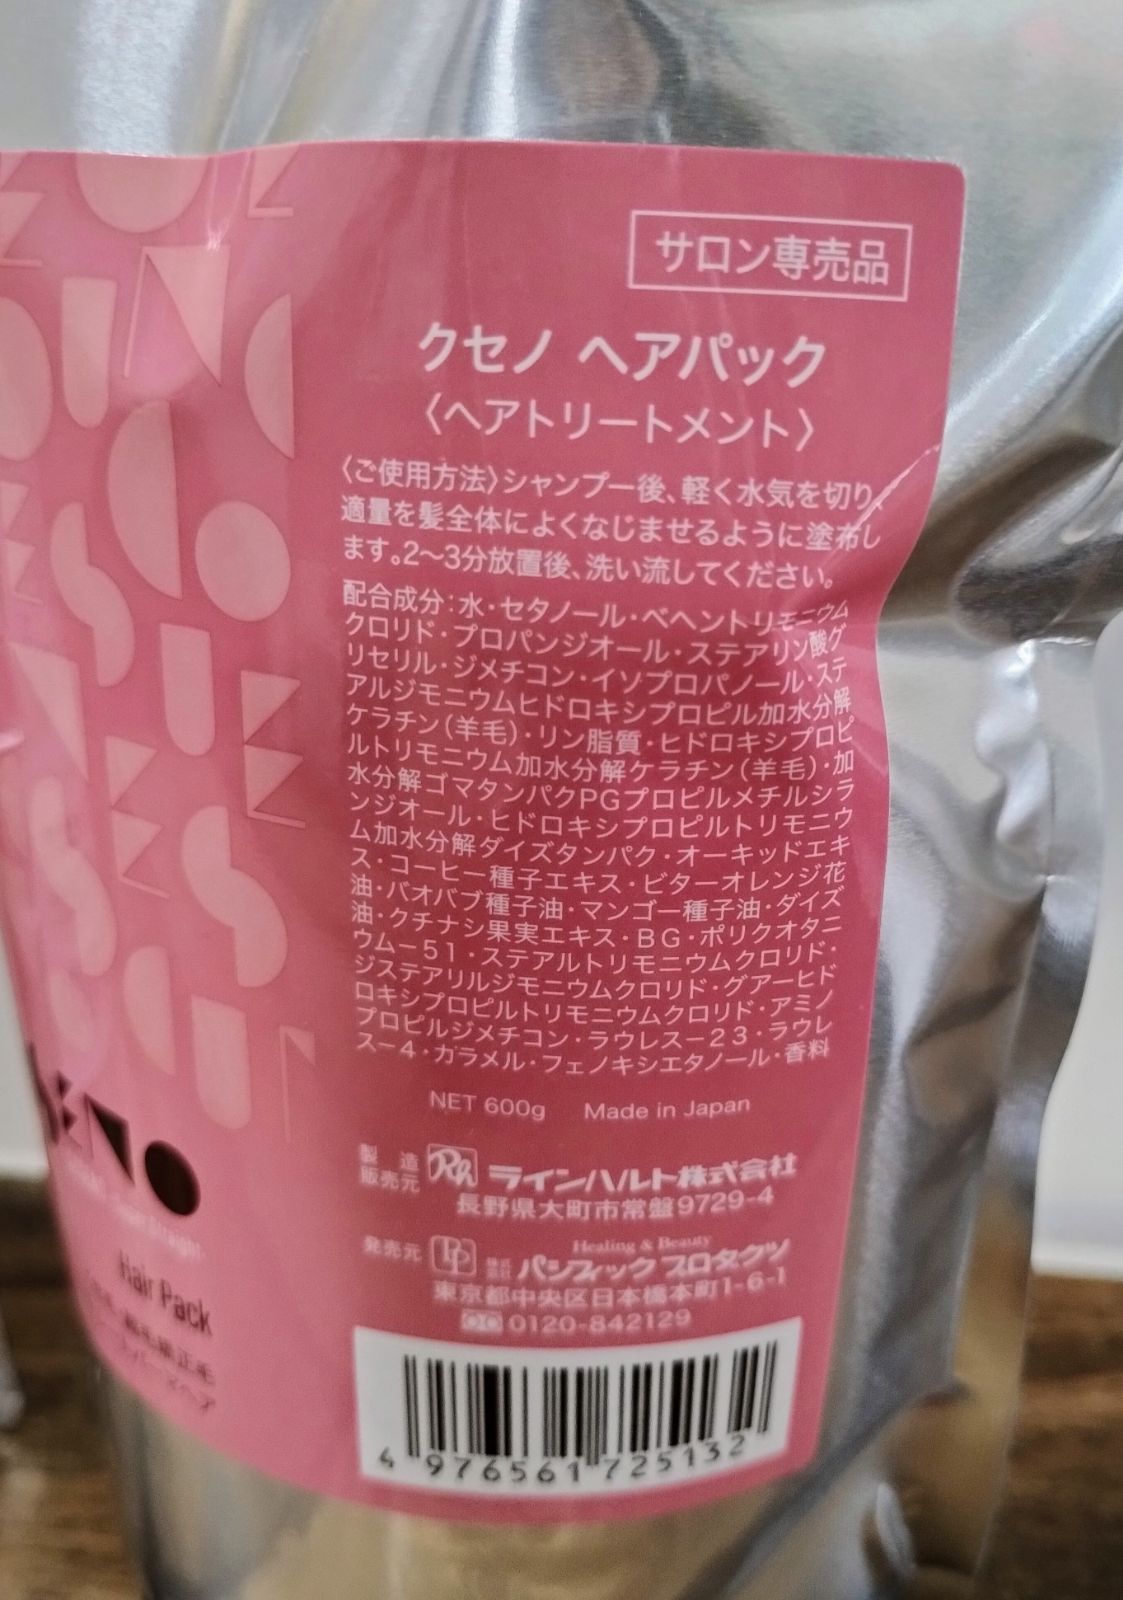 サロン専売品
クセノ ヘアパック
〈ヘアトリートメント〉
〈ご使用方法〉シャンプー後、軽く水気を切り、
適量を髪全体によくなじませるように塗布し
ます。2〜3分放置後、洗い流してください。
配合成分：水・セタノール・ベヘントリモニウム
クロリド・プロパンジオール・ステアリン酸グ
リセリル・ジメチコン・イソプロパノール・ステ
アルジモニウムヒドロキシプロピル加水分解
ケラチン（羊毛）・リン脂質・ヒドロキシプロピ
ルトリモニウム加水分解ケラチン（羊毛）・加
水分解ゴマタンパクPGプロピルメチルシラ
ンジオール・ヒドロキシプロピルトリモニウ
ム加水分解ダイズタンパク・オーキッドエキ
ス・コーヒー種子エキス・ビターオレンジ花
油・バオバブ種子油・マンゴー種子油・ダイズ
油・クチナシ果実エキス・BG・ポリクオタニ
ウム－51・ステアルトリモニウムクロリド・
ジステアリルジモニウムクロリド・グアーヒド
ロキシプロピルトリモニウムクロリド・アミノ
プロピルジメチコン・ラウレス－23・ラウレ
ス－4・カラメル・フェノキシエタノール・香料
NET 600g Made in Japan
製造販売元 ラインハルト株式会社
長野県大町市常盤9729-4
Healing & Beauty
発売元 株式会社 パシフィックプロダクツ
東京都中央区日本橋本町1-6-1
0120-842129
4 976561 725132
Hair Pack